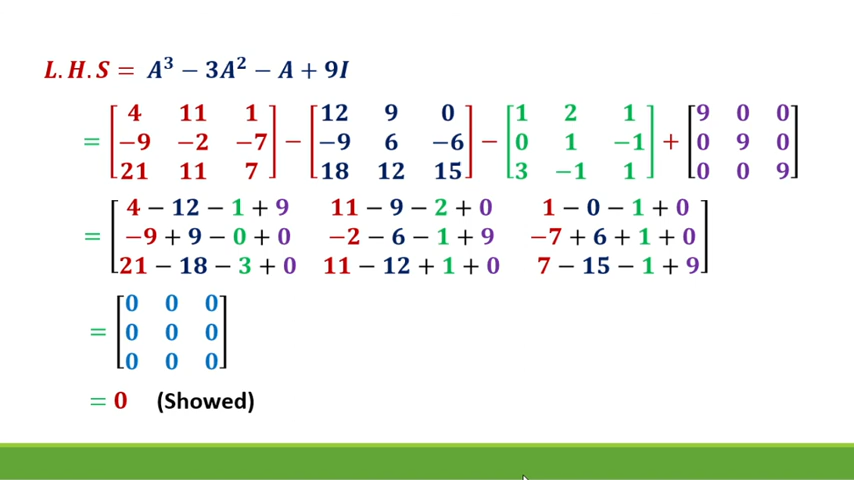 L.H.S = A³ − 3A² − A + 9I
= [4 11 1] − [12 9 0] − [1 2 1] + [9 0 0]
[−9 −2 −7] [−9 6 −6] [0 1 −1] [0 9 0]
[21 11 7] [18 12 15] [3 −1 1] [0 0 9]
= [4 − 12 − 1 + 9 11 − 9 − 2 + 0 1 − 0 − 1 + 0]
[−9 + 9 − 0 + 0 −2 − 6 − 1 + 9 −7 + 6 + 1 + 0]
[21 − 18 − 3 + 0 11 − 12 + 1 + 0 7 − 15 − 1 + 9]
= [0 0 0]
[0 0 0]
[0 0 0]
= 0 (Showed)